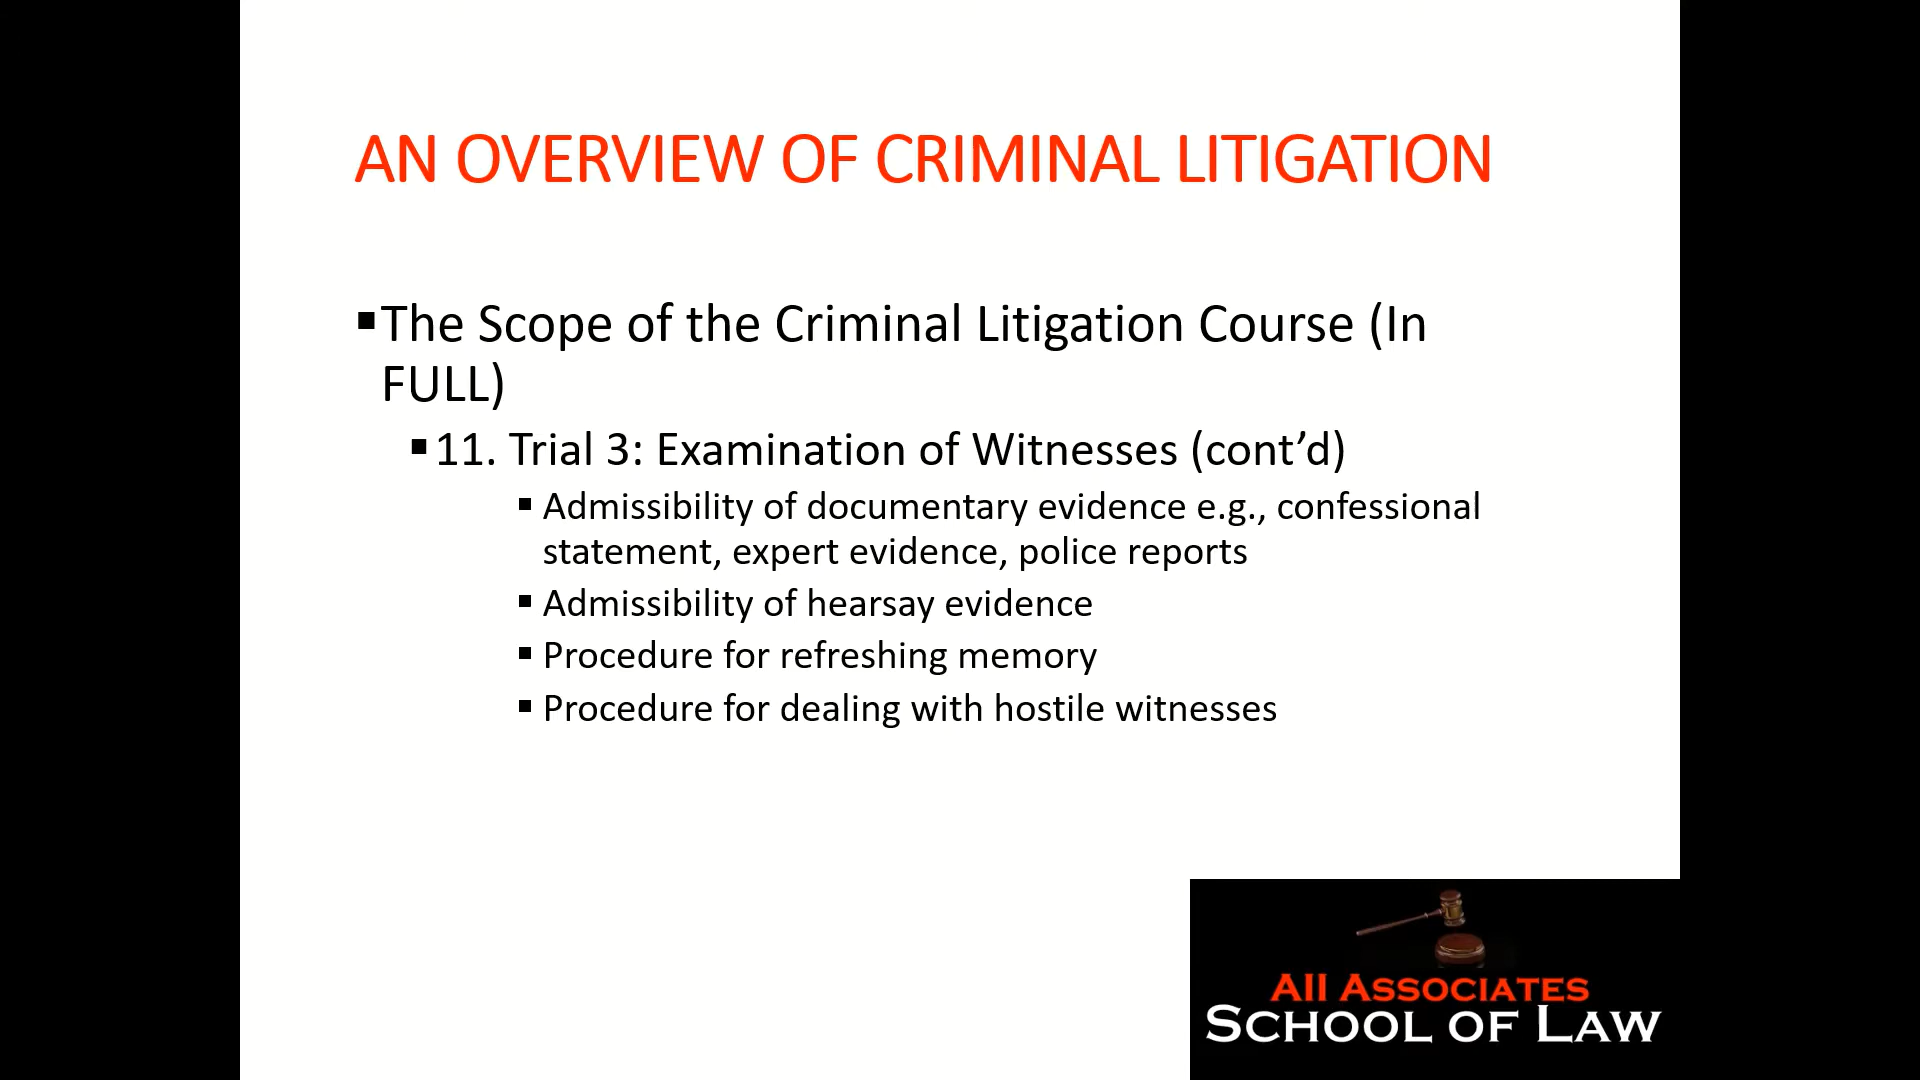 AN OVERVIEW OF CRIMINAL LITIGATION
▪The Scope of the Criminal Litigation Course (In
FULL)
▪11. Trial 3: Examination of Witnesses (cont’d)
▪Admissibility of documentary evidence e.g., confessional
statement, expert evidence, police reports
▪Admissibility of hearsay evidence
▪Procedure for refreshing memory
▪Procedure for dealing with hostile witnesses
All Associates
School of Law